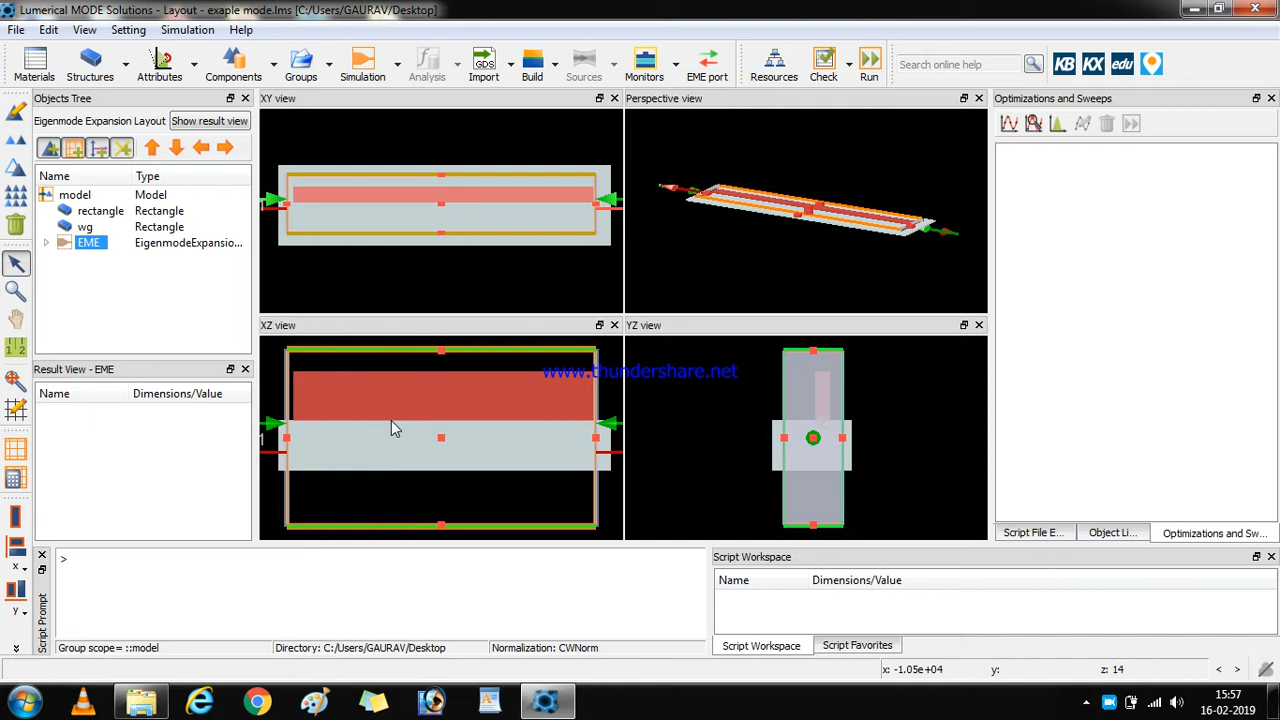 Lumerical MODE Solutions - Layout - exaple mode.lms [C:/Users/GAURAV/Desktop]
File Edit View Setting Simulation Help
Materials Structures Attributes Components Groups Simulation Analysis Import Build Sources Monitors EME port Resources Check Run Search online help KB KX edu
GDS
Objects Tree XY view Perspective view Optimizations and Sweeps
Eigenmode Expansion Layout Show result view
Name Type
model Model
rectangle Rectangle
wg Rectangle
EME EigenmodeExpansio...
XZ view YZ view
Result View - EME
www.thundershare.net
Name Dimensions/Value
Script File E... Object Li... Optimizations and Sw...
>
Script Prompt
Script Workspace
Name Dimensions/Value
x
y
Group scope= ::model Directory: C:/Users/GAURAV/Desktop Normalization: CWNorm
Script Workspace Script Favorites
x: -1.05e+04 y: z: 14
15:57
16-02-2019